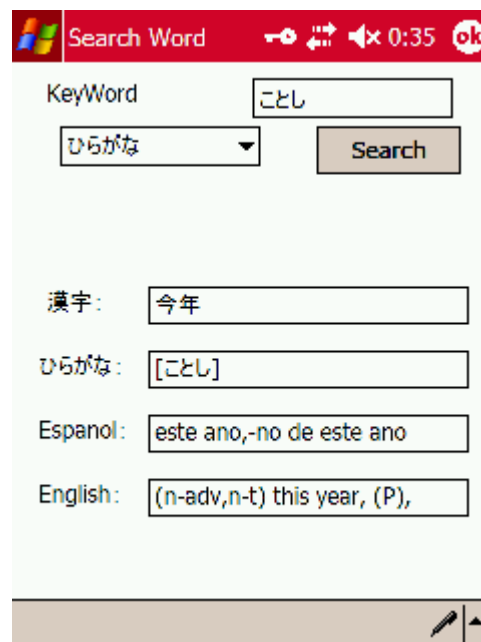 Search Word 0:35 ok
KeyWord ことし
ひらがな Search
漢字: 今年
ひらがな: [ことし]
Espanol: este ano,-no de este ano
English: (n-adv,n-t) this year, (P),